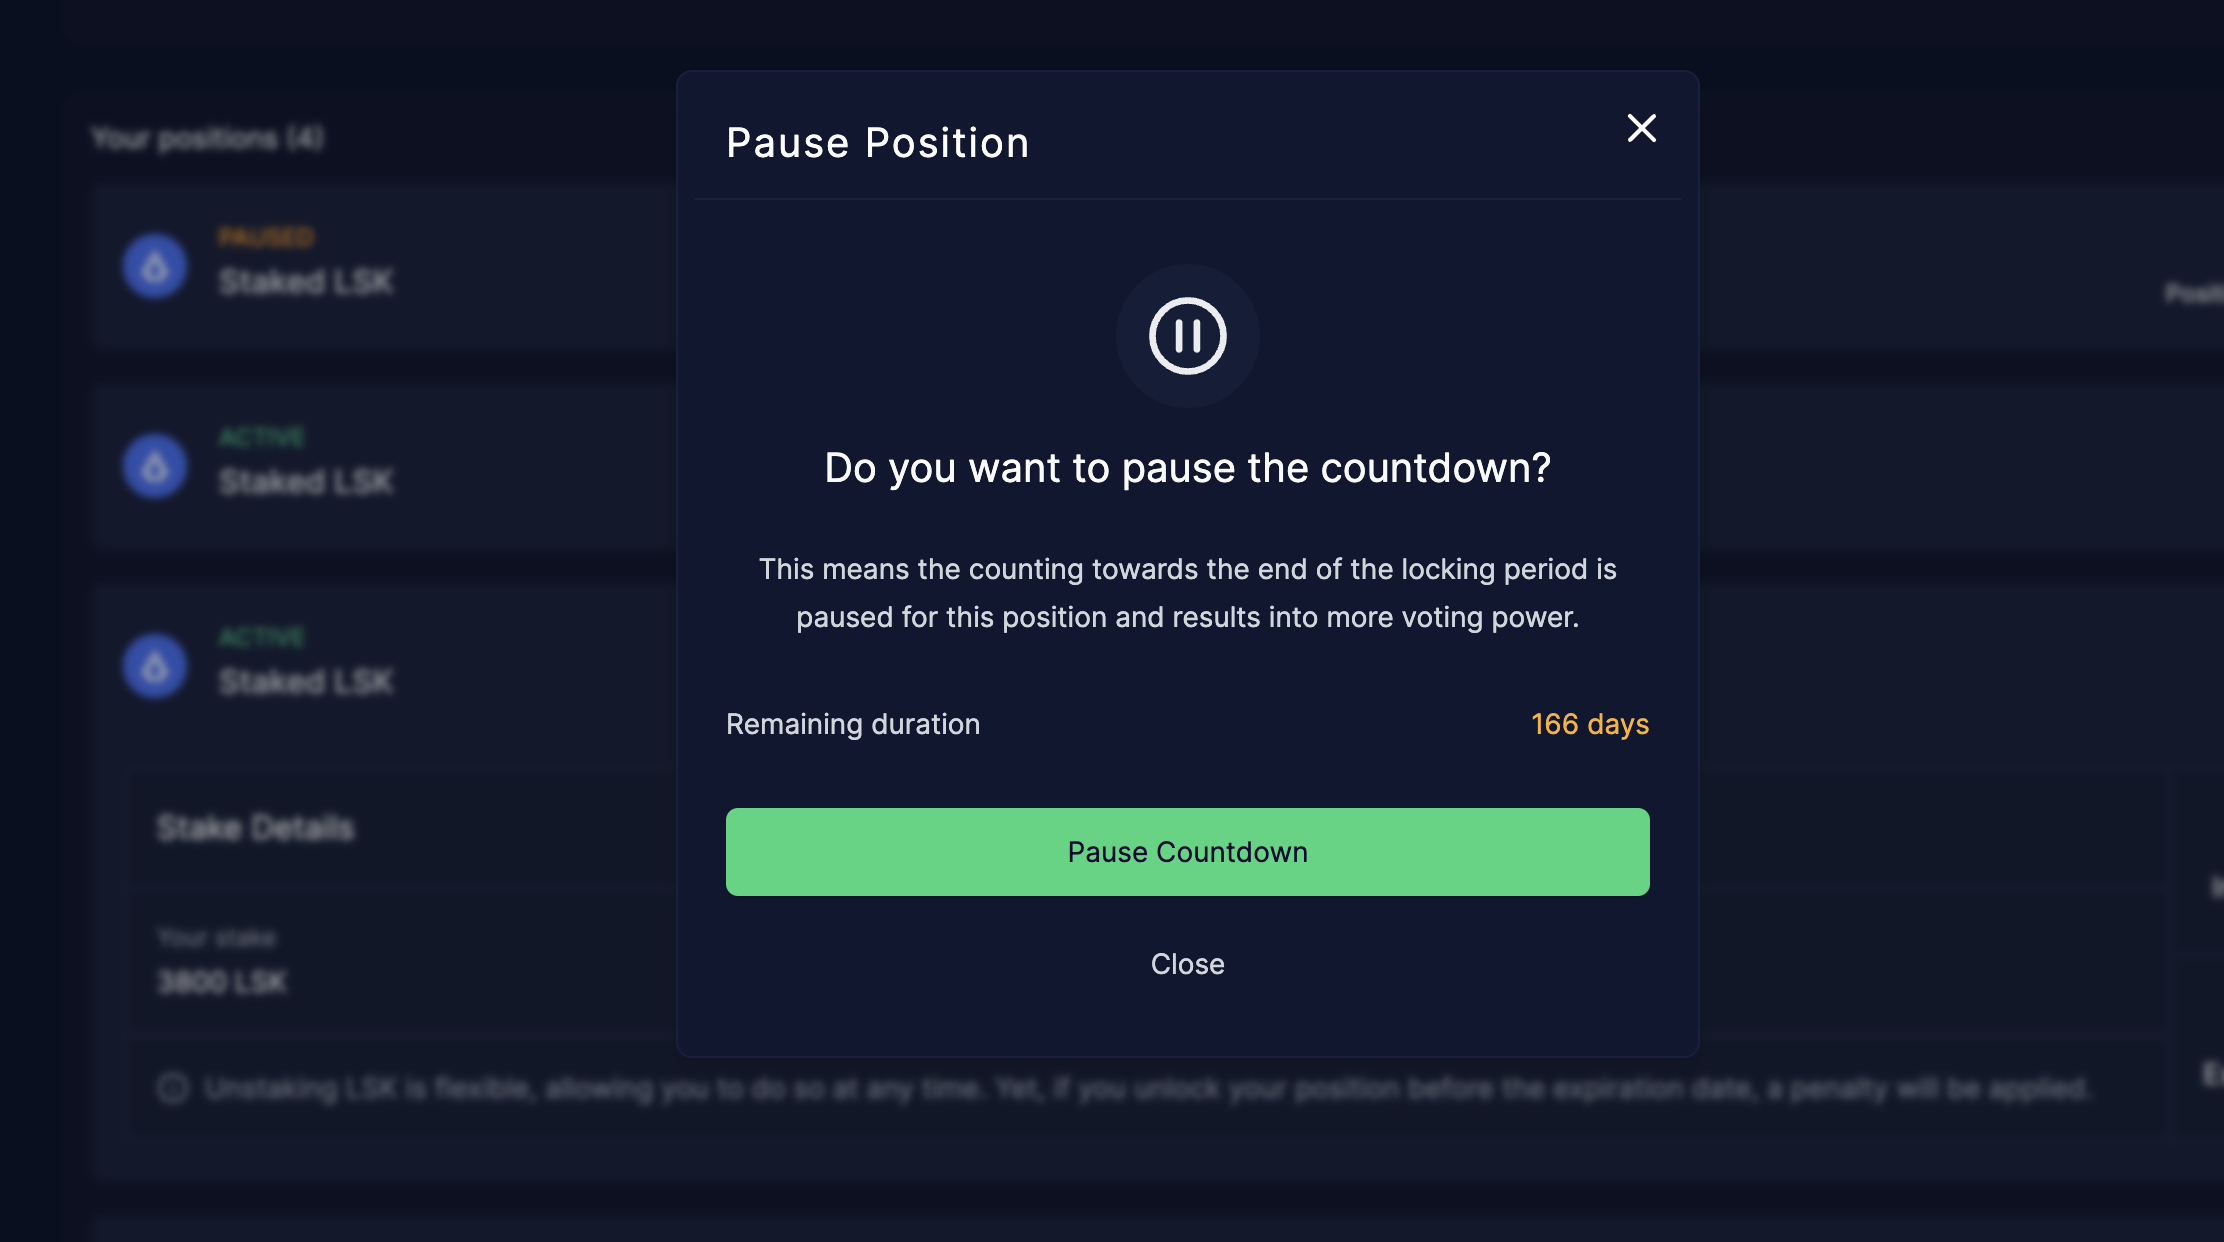 Your positions (4)
Pause Position
PAUSED
Staked LSK
ACTIVE
Staked LSK
Do you want to pause the countdown?
This means the counting towards the end of the locking period is
paused for this position and results into more voting power.
ACTIVE
Staked LSK
Remaining duration
166 days
Stake Details
Pause Countdown
Your stake
3800 LSK
Close
Unstaking LSK is flexible, allowing you to do so at any time. Yet, if you unlock your position before the expiration date, a penalty will be applied.